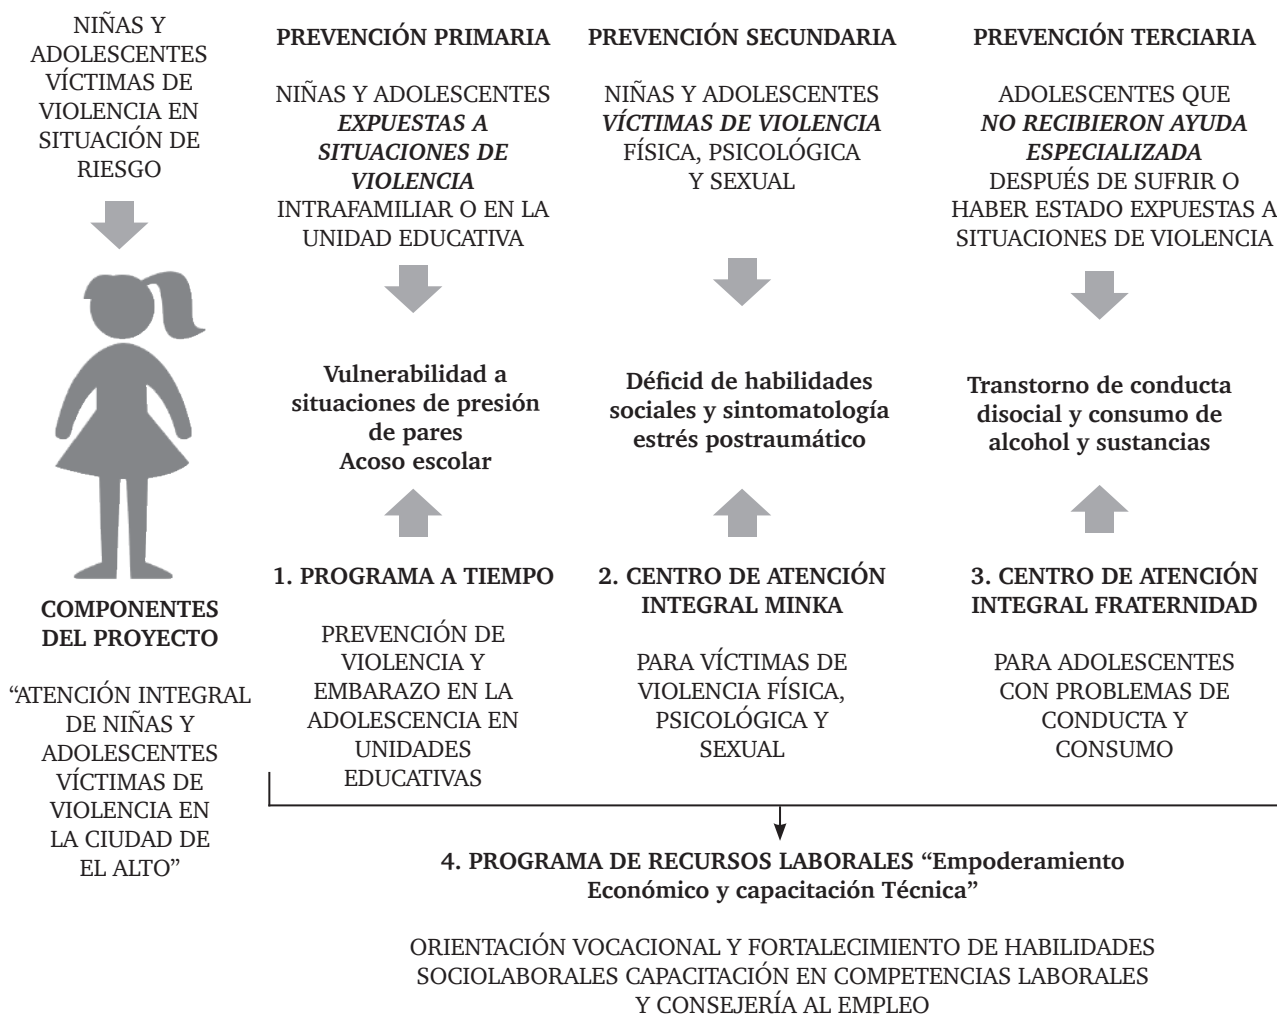 NIÑAS Y
ADOLESCENTES
VÍCTIMAS DE
VIOLENCIA EN
SITUACIÓN DE
RIESGO
COMPONENTES
DEL PROYECTO
“ATENCIÓN INTEGRAL
DE NIÑAS Y
ADOLESCENTES
VÍCTIMAS DE
VIOLENCIA EN
LA CIUDAD DE
EL ALTO”
PREVENCIÓN PRIMARIA
NIÑAS Y ADOLESCENTES
EXPUESTAS A
SITUACIONES DE
VIOLENCIA
INTRAFAMILIAR O EN LA
UNIDAD EDUCATIVA
Vulnerabilidad a
situaciones de presión
de pares
Acoso escolar
1. PROGRAMA A TIEMPO
PREVENCIÓN DE
VIOLENCIA Y
EMBARAZO EN LA
ADOLESCENCIA EN
UNIDADES
EDUCATIVAS
PREVENCIÓN SECUNDARIA
NIÑAS Y ADOLESCENTES
VÍCTIMAS DE VIOLENCIA
FÍSICA, PSICOLÓGICA
Y SEXUAL
Déficid de habilidades
sociales y sintomatología
estrés postraumático
2. CENTRO DE ATENCIÓN
INTEGRAL MINKA
PARA VÍCTIMAS DE
VIOLENCIA FÍSICA,
PSICOLÓGICA Y
SEXUAL
PREVENCIÓN TERCIARIA
ADOLESCENTES QUE
NO RECIBIERON AYUDA
ESPECIALIZADA
DESPUÉS DE SUFRIR O
HABER ESTADO EXPUESTAS A
SITUACIONES DE VIOLENCIA
Transtorno de conducta
disocial y consumo de
alcohol y sustancias
3. CENTRO DE ATENCIÓN
INTEGRAL FRATERNIDAD
PARA ADOLESCENTES
CON PROBLEMAS DE
CONDUCTA Y
CONSUMO
4. PROGRAMA DE RECURSOS LABORALES “Empoderamiento
Económico y capacitación Técnica”
ORIENTACIÓN VOCACIONAL Y FORTALECIMIENTO DE HABILIDADES
SOCIOLABORALES CAPACITACIÓN EN COMPETENCIAS LABORALES
Y CONSEJERÍA AL EMPLEO